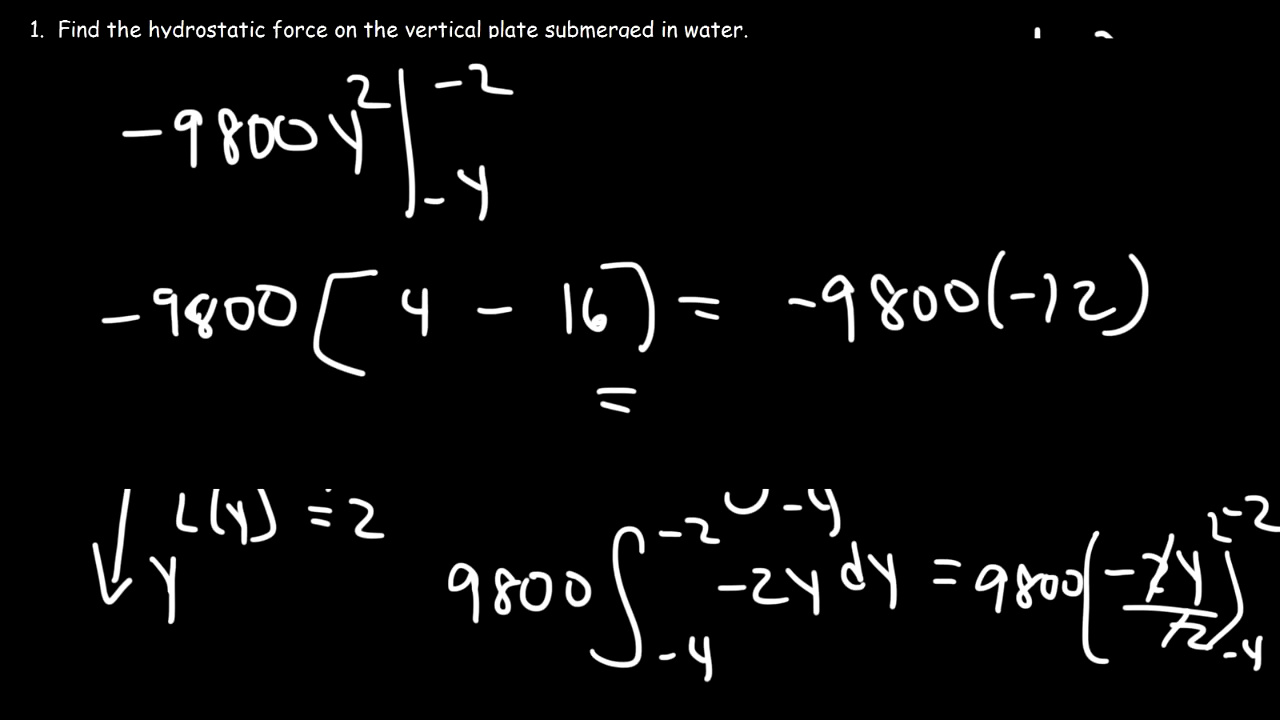 1. Find the hydrostatic force on the vertical plate submerged in water.
-9800y²|₋₄⁻²
-9800[4 - 16] = -9800(-12)
=
L(y) = 2
y
9800∫₋₄⁻² -2y dy = 9800(-2y²/2)₋₄⁻²